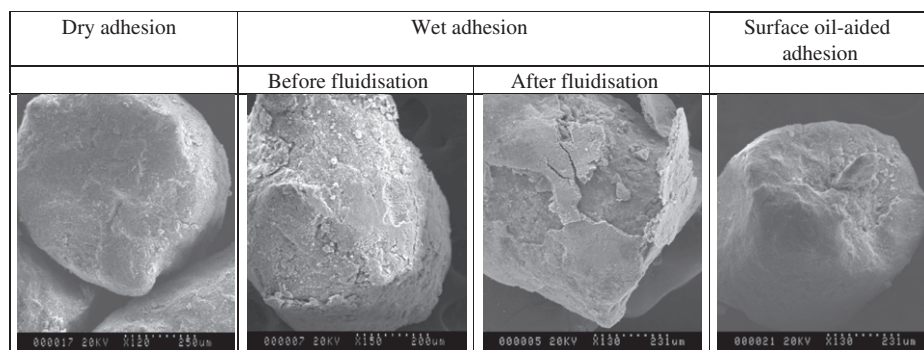 Dry adhesion
Wet adhesion
Surface oil-aided
adhesion
Before fluidisation
After fluidisation
000017 20KV X120 250um
000007 20KV X150 200um
000005 20KV X130 231um
000021 20KV X130 231um